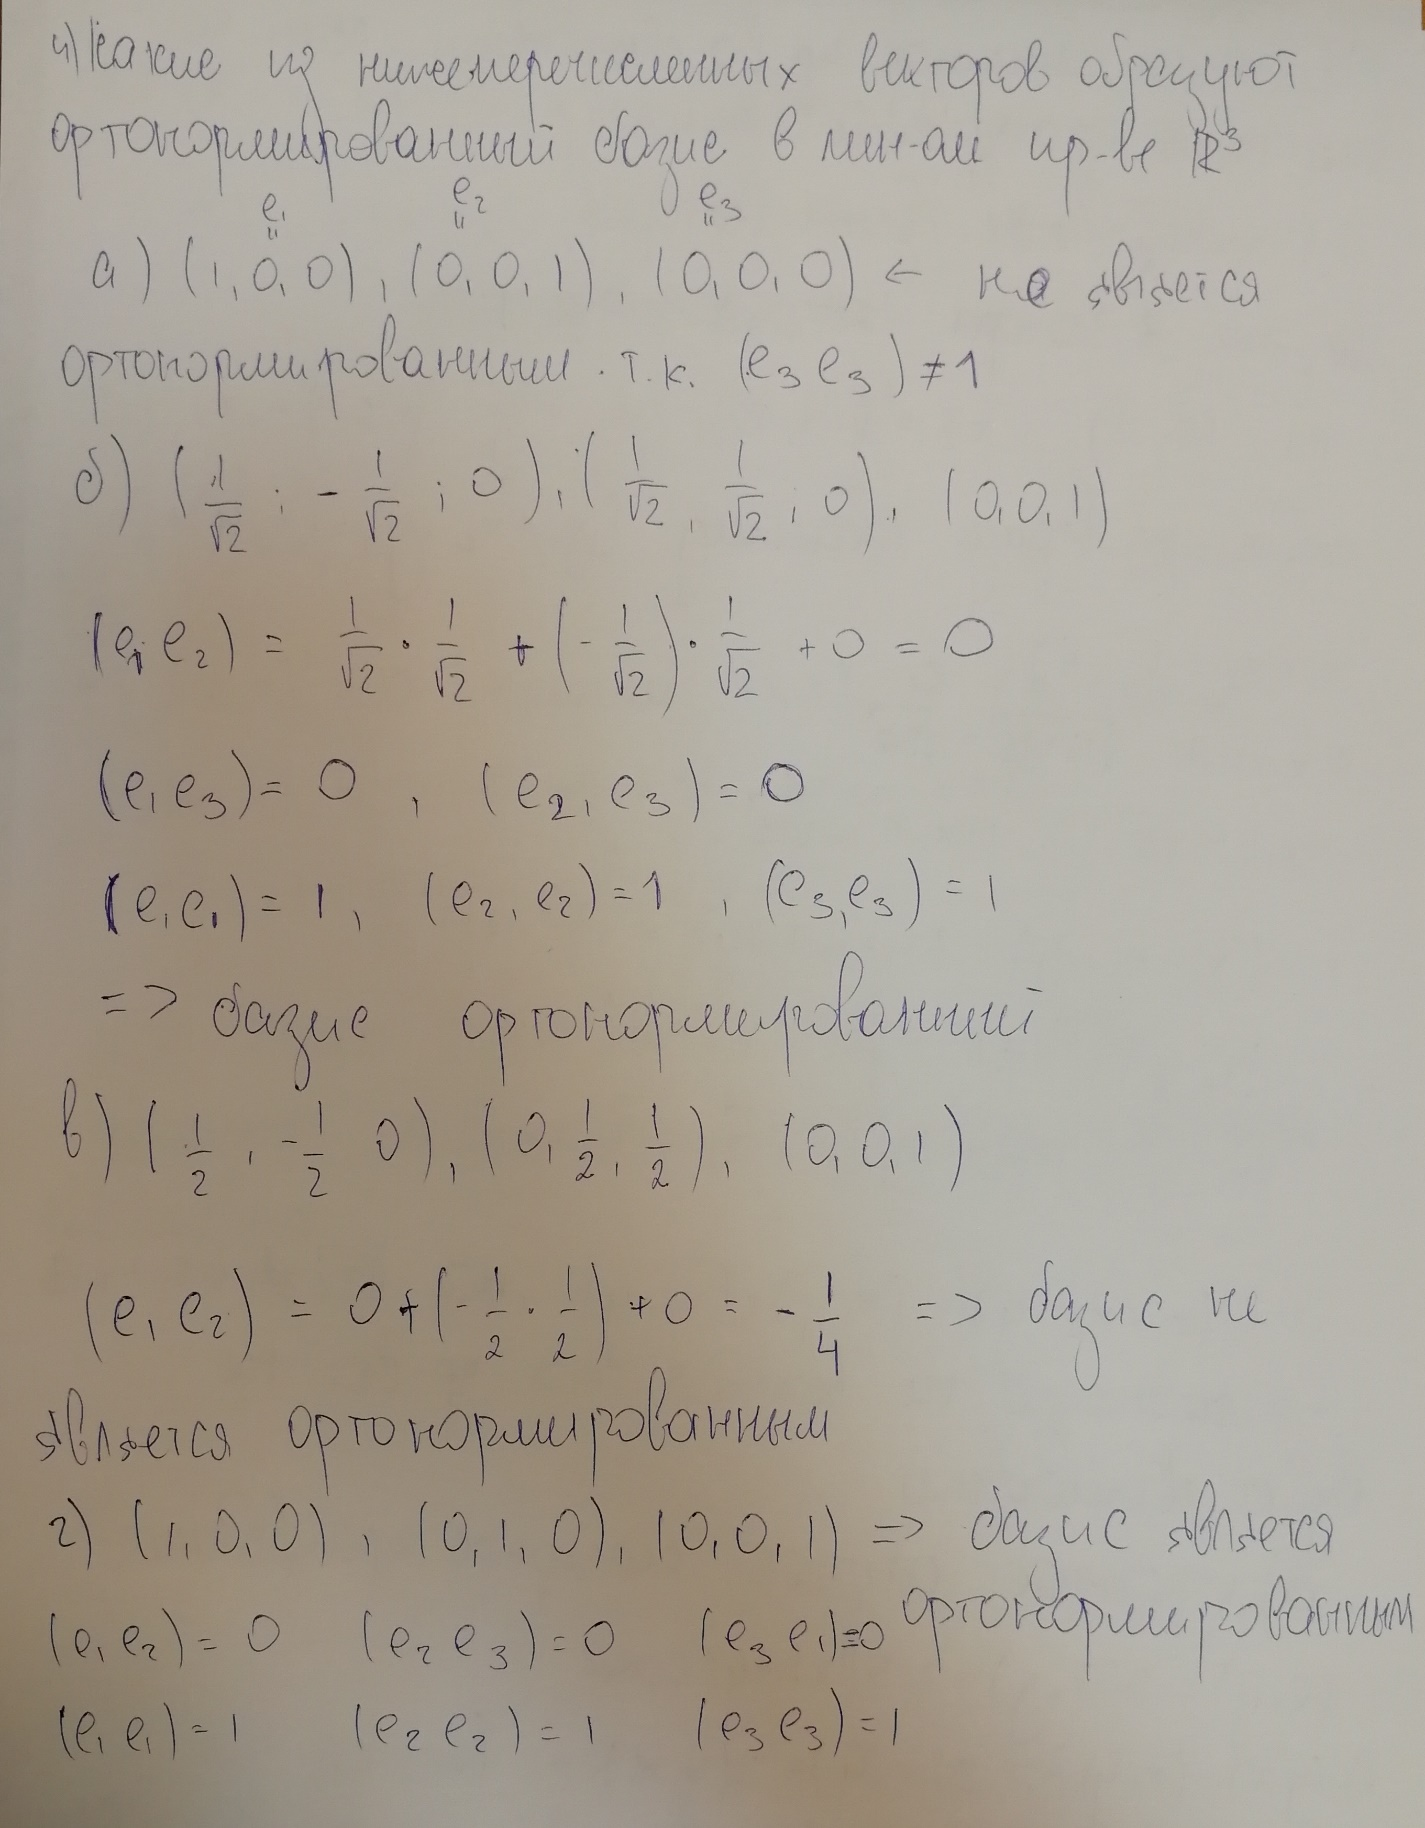 4) Какие из нижеперечисленных векторов образуют
ортонормированный базис в лин-ом пр-ве ℝ³
e₁ e₂ e₃
" " "
а) (1, 0, 0), (0, 0, 1), (0, 0, 0) ← не является
ортонормированным. т.к. (e₃ e₃) ≠ 1
б) (1/√2 ; -1/√2 ; 0), (1/√2, 1/√2 ; 0), (0, 0, 1)
(e₁ e₂) = 1/√2 · 1/√2 + (-1/√2) · 1/√2 + 0 = 0
(e₁ e₃) = 0 , (e₂, e₃) = 0
(e₁ e₁) = 1, (e₂, e₂) = 1 , (e₃, e₃) = 1
=> базис ортонормированный
в) (1/2, -1/2 0), (0, 1/2, 1/2), (0, 0, 1)
(e₁ e₂) = 0 + (-1/2 · 1/2) + 0 = -1/4 => базис не
является ортонормированным
г) (1, 0, 0), (0, 1, 0), (0, 0, 1) => базис является
ортонормированным
(e₁ e₂) = 0 (e₂ e₃) = 0 (e₃ e₁) = 0
(e₁ e₁) = 1 (e₂ e₂) = 1 (e₃ e₃) = 1